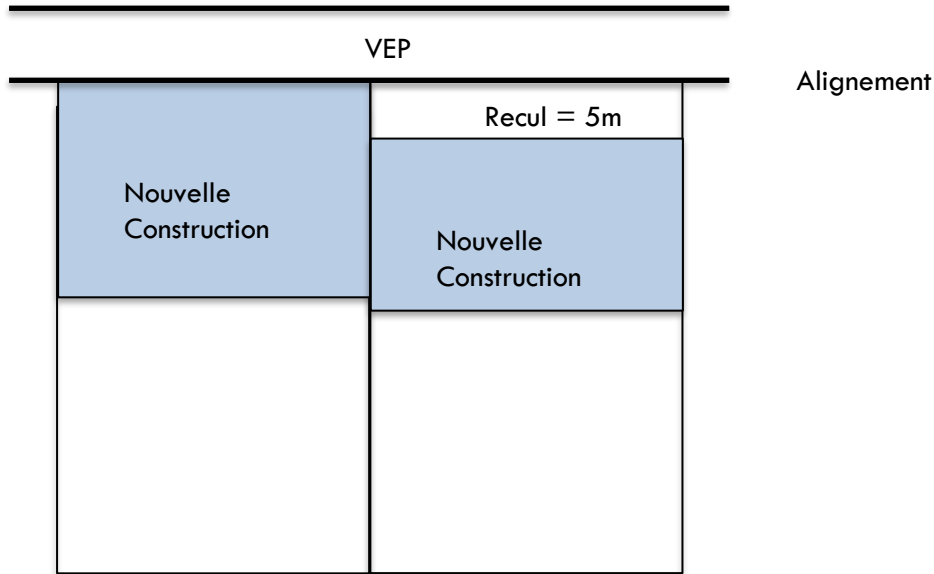 VEP
Alignement
Recul = 5m
Nouvelle
Construction
Nouvelle
Construction